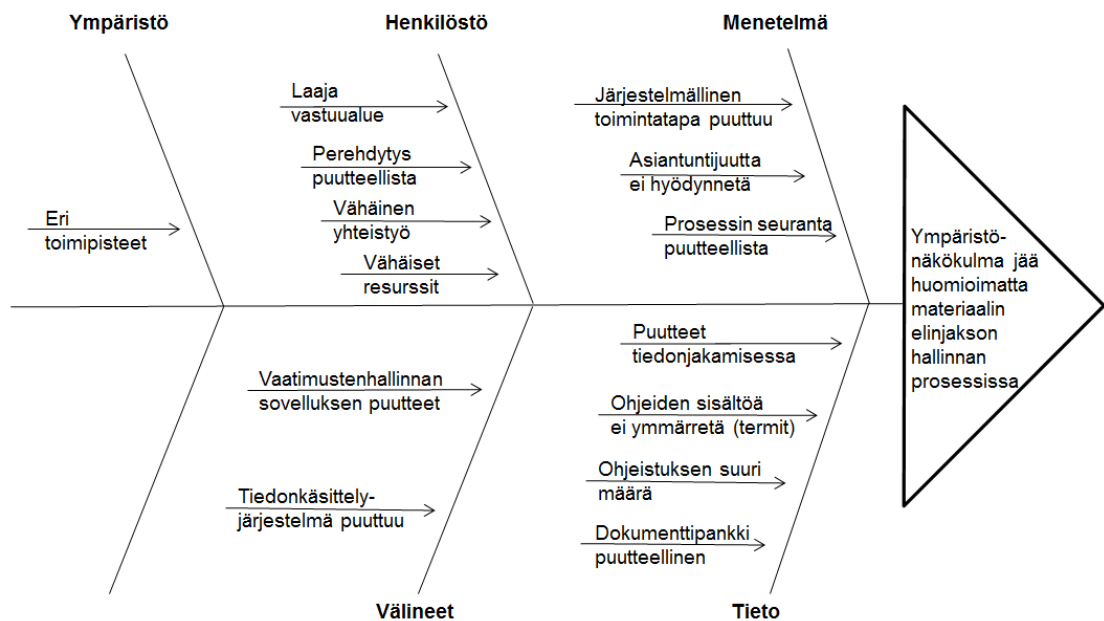 Ympäristö
Henkilöstö
Menetelmä
Eri
toimipisteet
Laaja
vastuualue
Perehdytys
puutteellista
Vähäinen
yhteistyö
Vähäiset
resurssit
Järjestelmällinen
toimintatapa puuttuu
Asiantuntijuutta
ei hyödynnetä
Prosessin seuranta
puutteellista
Ympäristö-
näkökulma jää
huomioimatta
materiaalin
elinjakson
hallinnan
prosessissa
Vaatimustenhallinnan
sovelluksen puutteet
Tiedonkäsittely-
järjestelmä puuttuu
Puutteet
tiedonjakamisessa
Ohjeiden sisältöä
ei ymmärretä (termit)
Ohjeistuksen suuri
määrä
Dokumenttipankki
puutteellinen
Välineet
Tieto